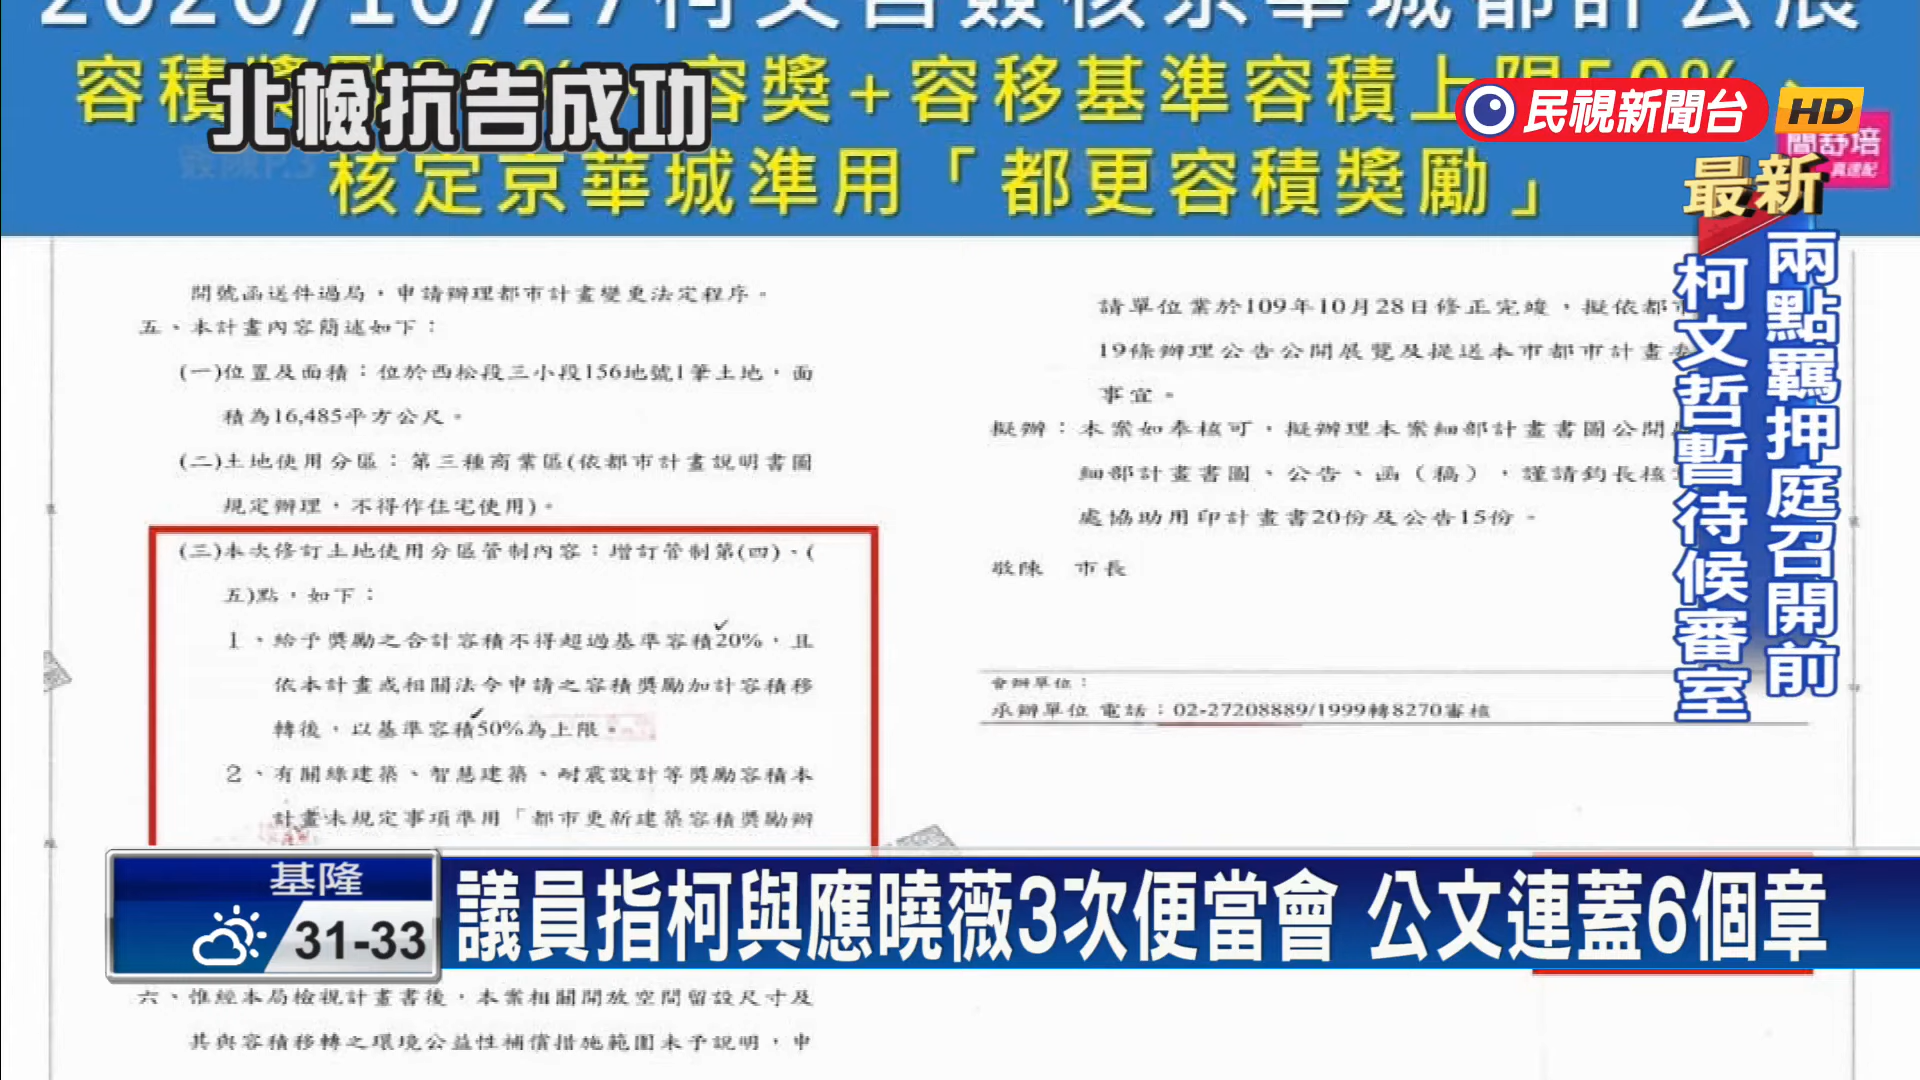 2020/10/27柯文哲簽核京華城都計公展
北檢抗告成功
容獎+容移基準容積上限50%、
核定京華城準用「都更容積獎勵」
民視新聞台 HD
簡舒培
最新
兩點羈押庭召開前
柯文哲暫待候審室
開號函送件過局，申請辦理都市計畫變更法定程序。
五、本計畫內容簡述如下：
(一)位置及面積：位於西松段三小段156地號1筆土地，面
積為16,485平方公尺。
(二)土地使用分區：第三種商業區(依都市計畫說明書圖
規定辦理，不得作住宅使用)。
(三)本次修訂土地使用分區管制內容：增訂管制第(四)、(
五)點，如下：
1、給予獎勵之合計容積不得超過基準容積20%，且
依本計畫或相關法令申請之容積獎勵加計容積移
轉後，以基準容積50%為上限。
2、有關綠建築、智慧建築、耐震設計等獎勵容積本
計畫未規定事項準用「都市更新建築容積獎勵辦
六、惟經本局檢視計畫書後，本案相關開放空間留設尺寸及
其與容積移轉之環境公益性補償措施範圍未予說明，申
請單位業於109年10月28日修正完竣，擬依都市
19條辦理公告公開展覽及提送本市都市計畫委
事宜。
擬辦：本案如奉核可，擬辦理本案細部計畫書圖公開
細部計畫書圖、公告、函（稿），謹請鈞長核
處協助用印計畫書20份及公告15份。
敬陳 市長
會辦單位：
承辦單位 電話：02-27208889/1999轉8270審核
基隆
31-33
議員指柯與應曉薇3次便當會 公文連蓋6個章